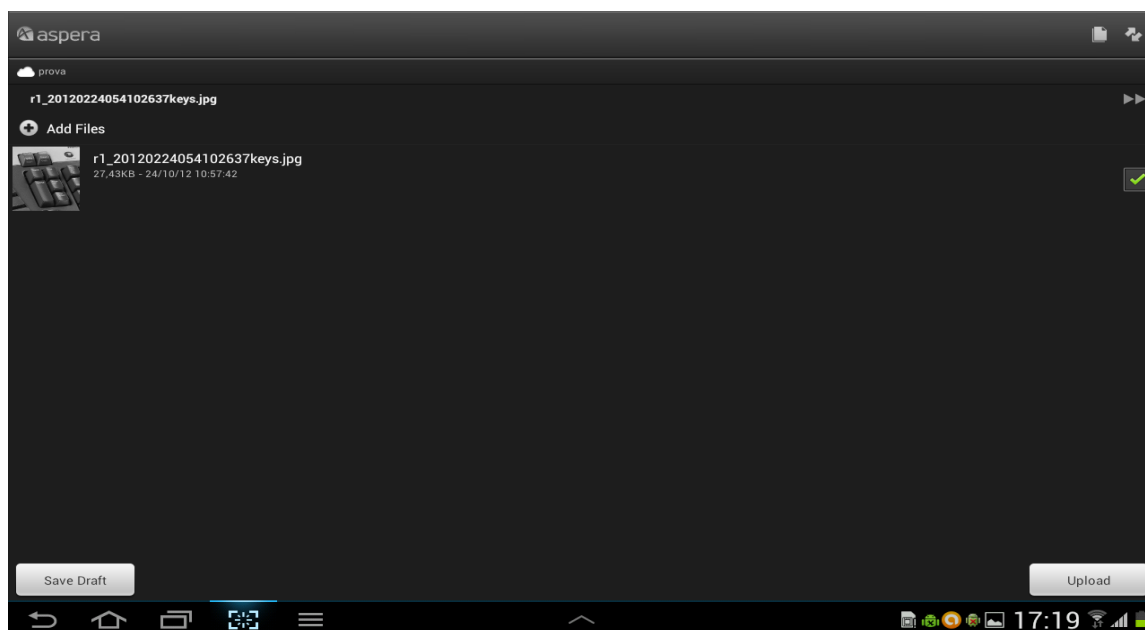 aspera
prova
r1_20120224054102637keys.jpg
Add Files
r1_20120224054102637keys.jpg
27,43KB - 24/10/12 10:57:42
Save Draft
Upload
17:19